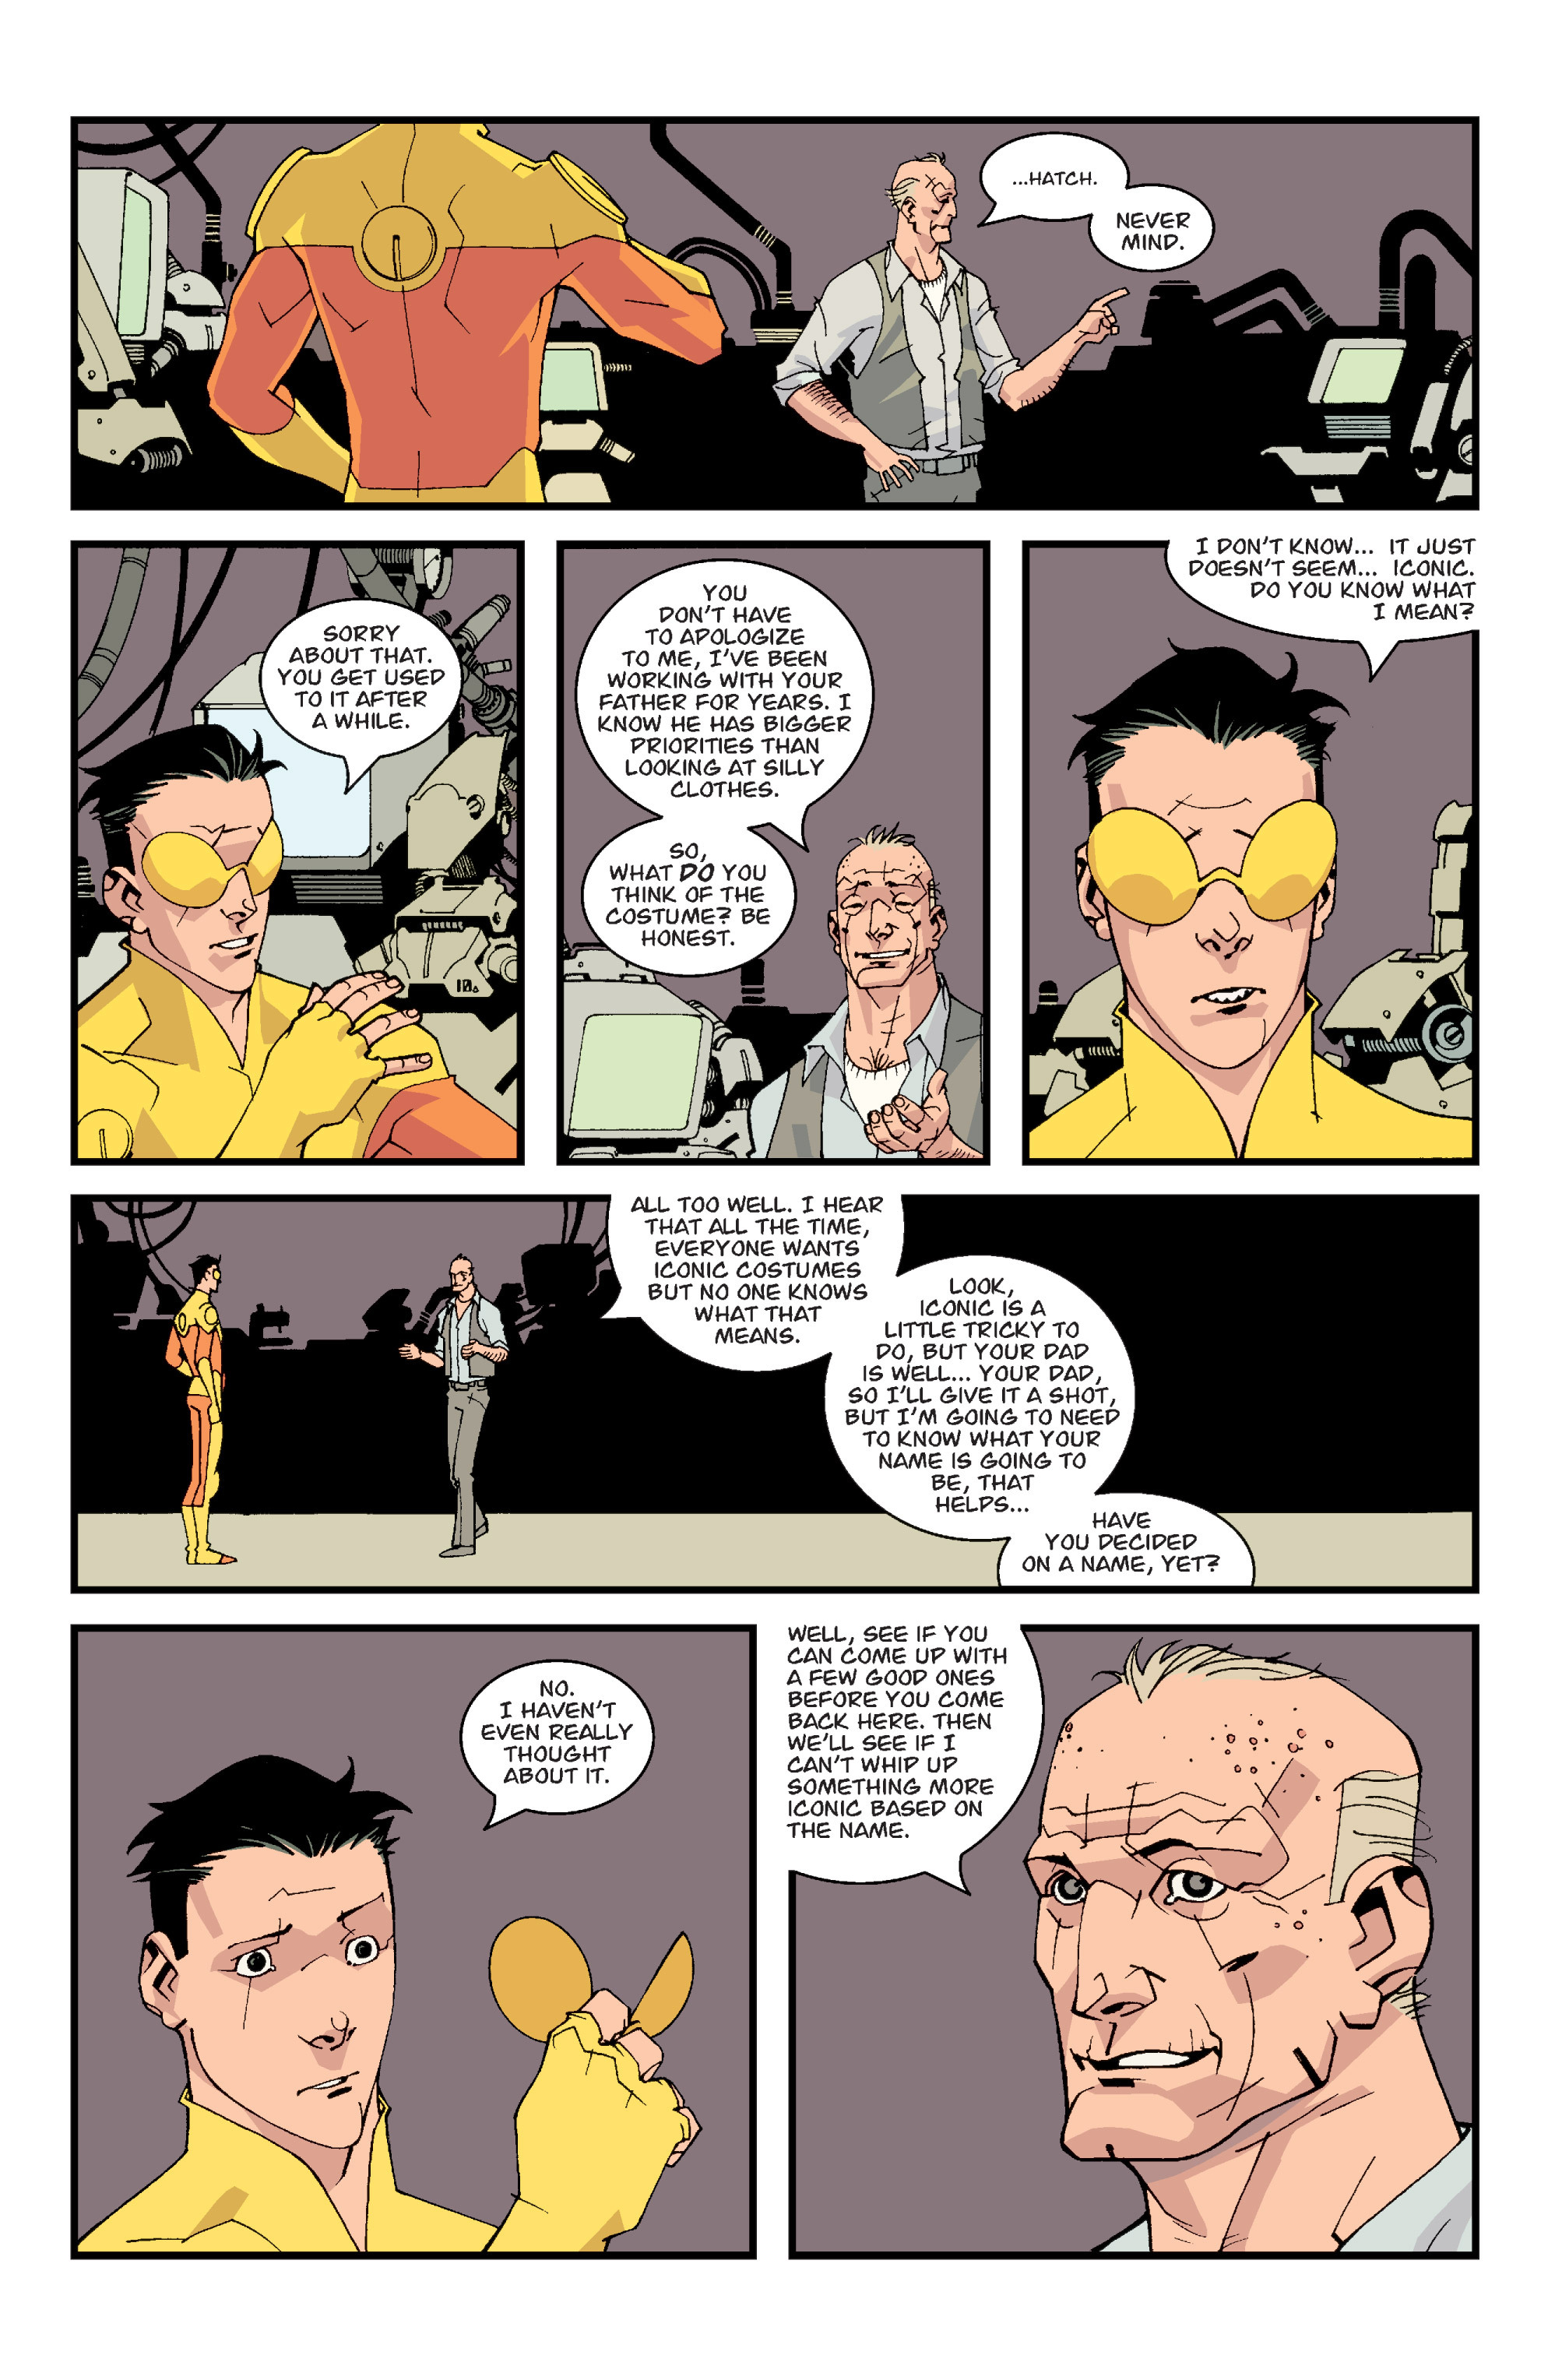 ...HATCH.
NEVER
MIND.
SORRY
ABOUT THAT.
YOU GET USED
TO IT AFTER
A WHILE.
YOU
DON'T HAVE
TO APOLOGIZE
TO ME, I'VE BEEN
WORKING WITH YOUR
FATHER FOR YEARS. I
KNOW HE HAS BIGGER
PRIORITIES THAN
LOOKING AT SILLY
CLOTHES.
SO,
WHAT DO YOU
THINK OF THE
COSTUME? BE
HONEST.
I DON'T KNOW... IT JUST
DOESN'T SEEM... ICONIC.
DO YOU KNOW WHAT
I MEAN?
ALL TOO WELL. I HEAR
THAT ALL THE TIME,
EVERYONE WANTS
ICONIC COSTUMES
BUT NO ONE KNOWS
WHAT THAT
MEANS.
LOOK,
ICONIC IS A
LITTLE TRICKY TO
DO, BUT YOUR DAD
IS WELL... YOUR DAD,
SO I'LL GIVE IT A SHOT,
BUT I'M GOING TO NEED
TO KNOW WHAT YOUR
NAME IS GOING TO
BE, THAT
HELPS...
HAVE
YOU DECIDED
ON A NAME, YET?
NO.
I HAVEN'T
EVEN REALLY
THOUGHT
ABOUT IT.
WELL, SEE IF YOU
CAN COME UP WITH
A FEW GOOD ONES
BEFORE YOU COME
BACK HERE. THEN
WE'LL SEE IF I
CAN'T WHIP UP
SOMETHING MORE
ICONIC BASED ON
THE NAME.